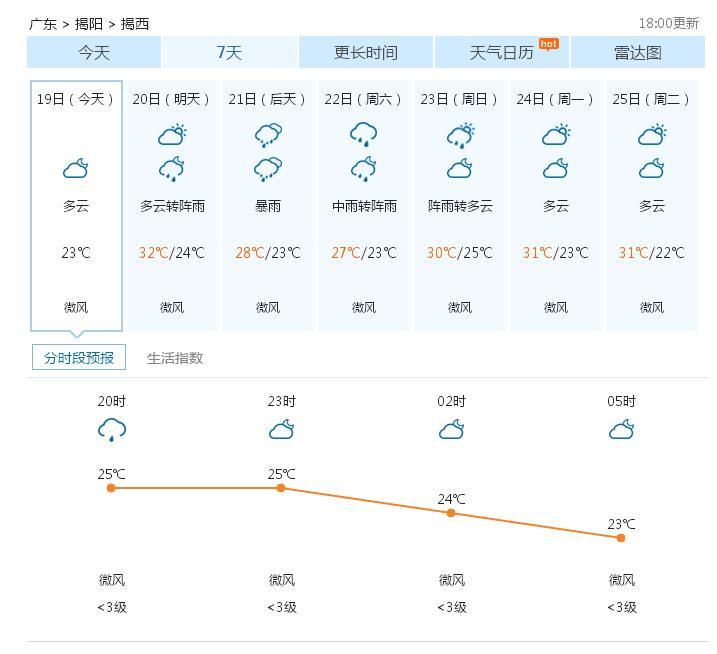 广东 > 揭阳 > 揭西 18:00更新
今天 7天 更长时间 天气日历 hot 雷达图
19日（今天） 20日（明天） 21日（后天） 22日（周六） 23日（周日） 24日（周一） 25日（周二）
多云 多云转阵雨 暴雨 中雨转阵雨 阵雨转多云 多云 多云
23℃ 32℃/24℃ 28℃/23℃ 27℃/23℃ 30℃/25℃ 31℃/23℃ 31℃/22℃
微风 微风 微风 微风 微风 微风 微风
分时段预报 生活指数
20时 23时 02时 05时
25℃ 25℃ 24℃ 23℃
微风 微风 微风 微风
<3级 <3级 <3级 <3级